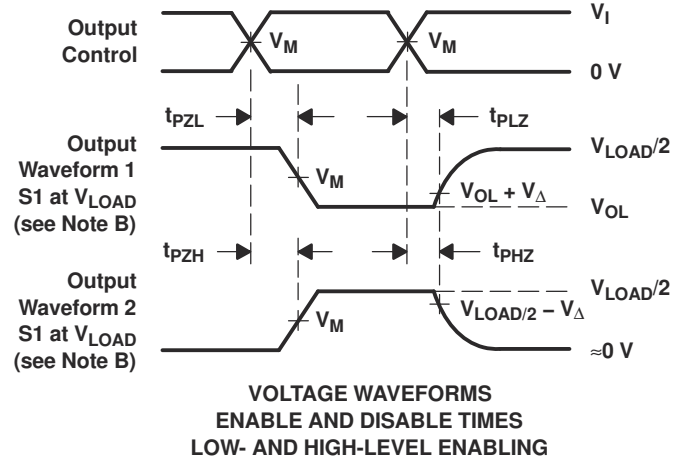 Output
Control
V_M
V_M
V_I
0 V
t_PZL
t_PLZ
Output
Waveform 1
S1 at V_LOAD
(see Note B)
V_M
V_OL + V_Δ
V_LOAD/2
V_OL
t_PZH
t_PHZ
Output
Waveform 2
S1 at V_LOAD
(see Note B)
V_M
V_LOAD/2 − V_Δ
V_LOAD/2
≈0 V
VOLTAGE WAVEFORMS
ENABLE AND DISABLE TIMES
LOW- AND HIGH-LEVEL ENABLING